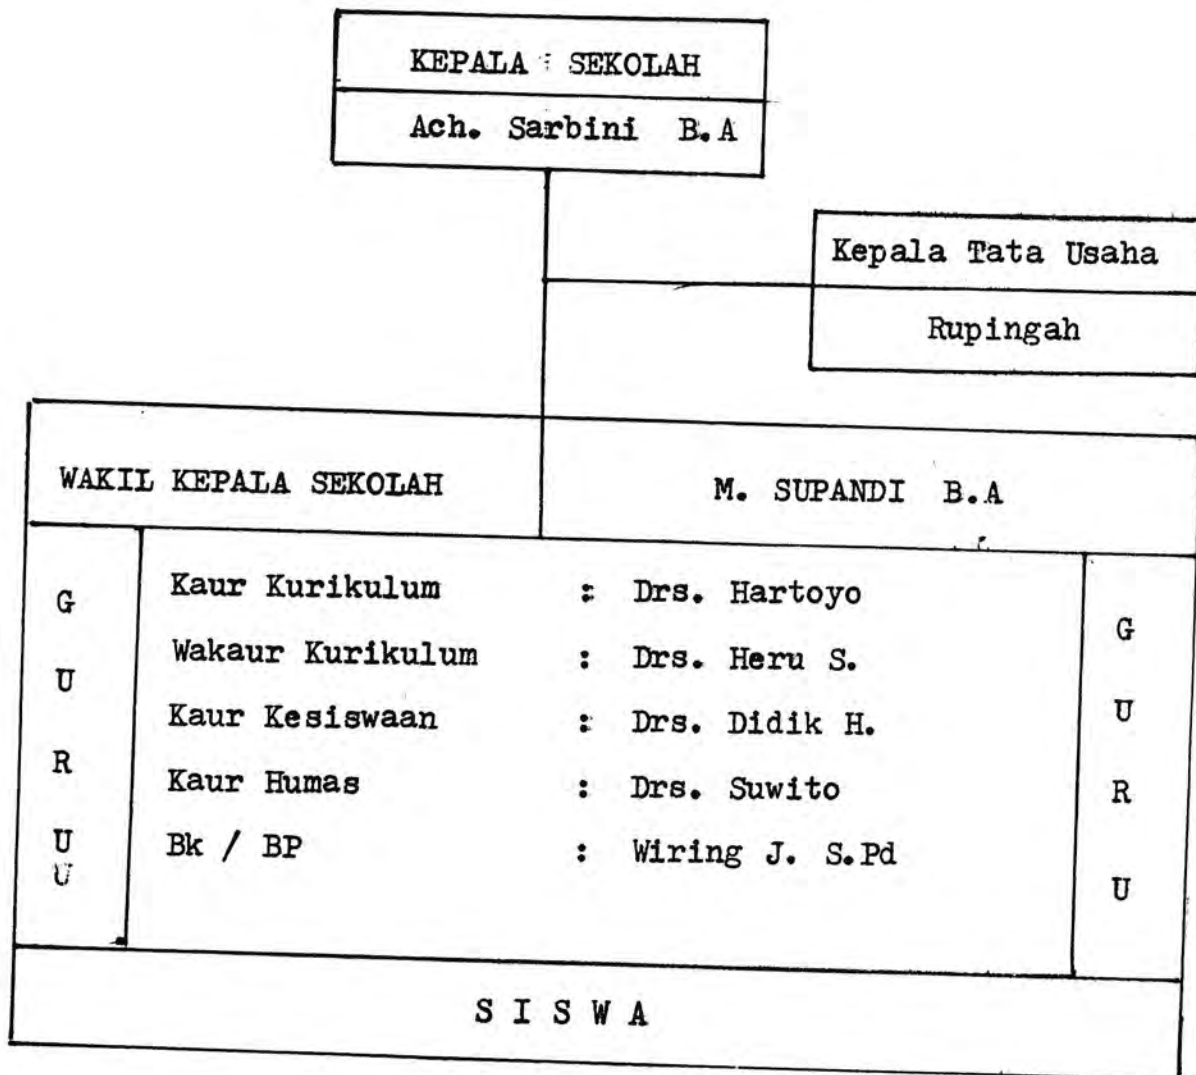 KEPALA SEKOLAH
Ach. Sarbini B.A
Kepala Tata Usaha
Rupingah
WAKIL KEPALA SEKOLAH
M. SUPANDI B.A
G
U
R
U
U
Kaur Kurikulum : Drs. Hartoyo
Wakaur Kurikulum : Drs. Heru S.
Kaur Kesiswaan : Drs. Didik H.
Kaur Humas : Drs. Suwito
Bk / BP : Wiring J. S.Pd
G
U
R
U
S I S W A